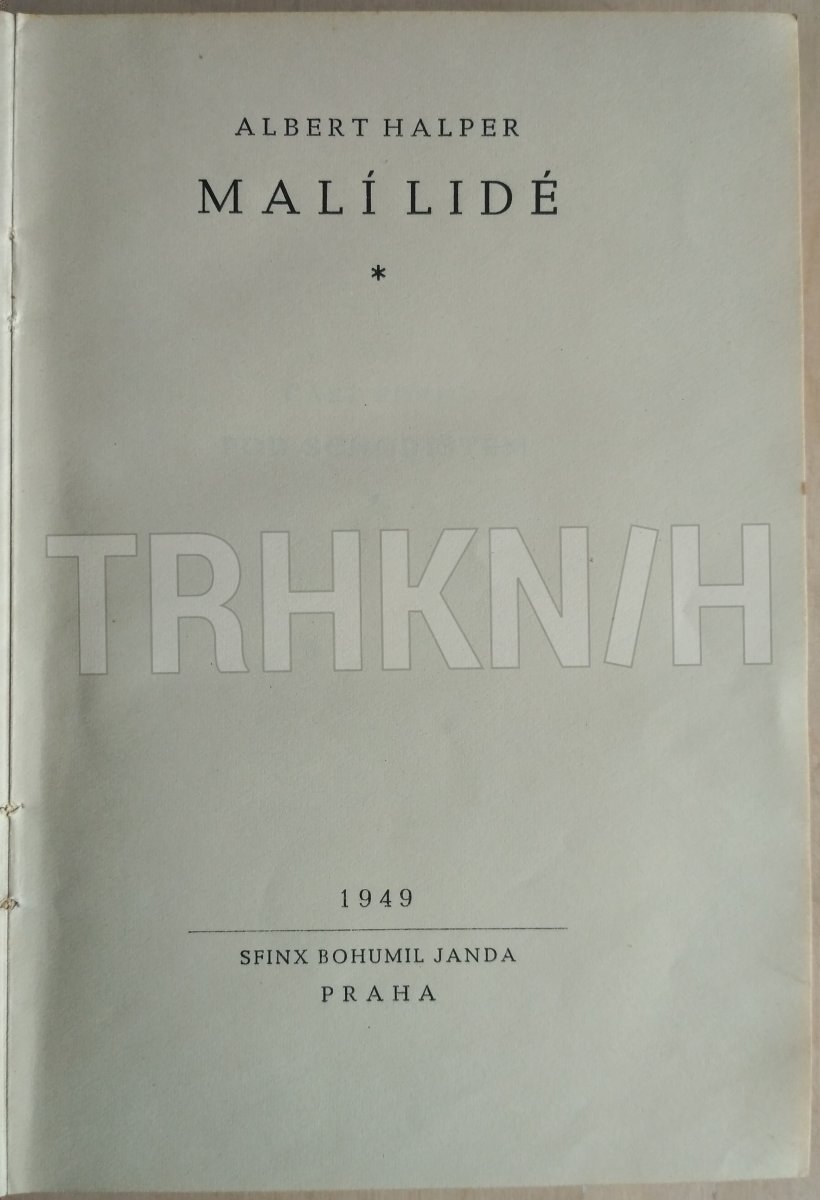 ALBERT HALPER
MALÍ LIDÉ
*
TRHKNIH
1949
SFINX BOHUMIL JANDA
PRAHA